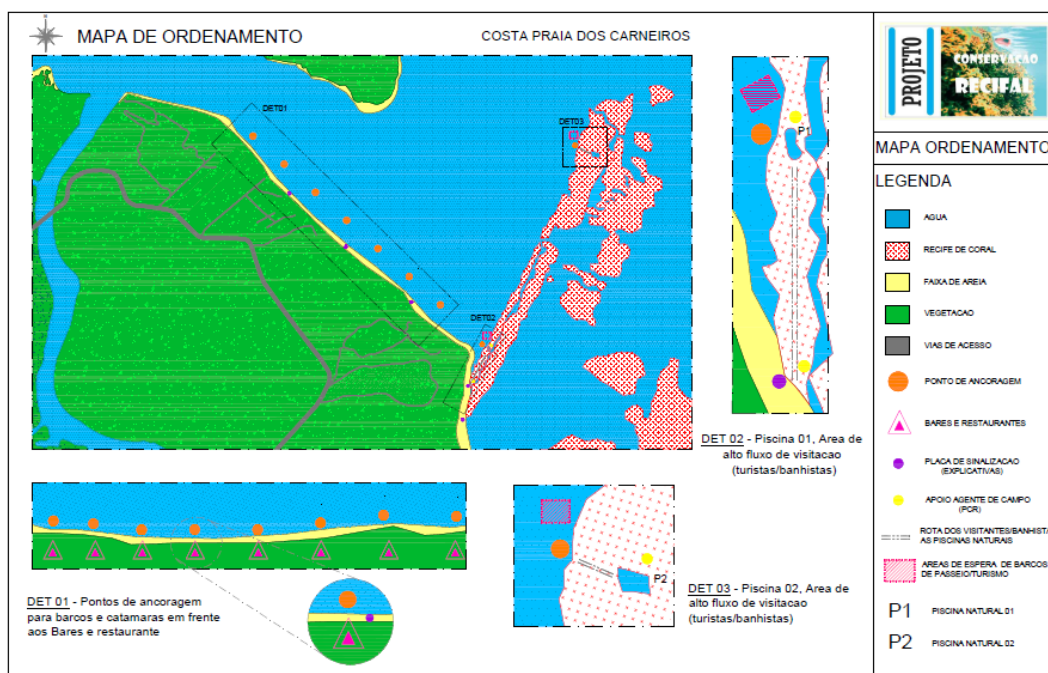 MAPA DE ORDENAMENTO
COSTA PRAIA DOS CARNEIROS
DET01
DET03
DET02
P1
DET 02 - Piscina 01, Area de
alto fluxo de visitacao
(turistas/banhistas)
DET 01 - Pontos de ancoragem
para barcos e catamaras em frente
aos Bares e restaurante
P2
DET 03 - Piscina 02, Area de
alto fluxo de visitacao
(turistas/banhistas)
PROJETO
CONSERVACAO
RECIFAL
MAPA ORDENAMENTO
LEGENDA
AGUA
RECIFE DE CORAL
FAIXA DE AREIA
VEGETACAO
VIAS DE ACESSO
PONTO DE ANCORAGEM
BARES E RESTAURANTES
PLACA DE SINALIZACAO
(EXPLICATIVAS)
APOIO AGENTE DE CAMPO
(PCR)
ROTA DOS VISITANTES/BANHIST
AS PISCINAS NATURAIS
AREAS DE ESPERA DE BARCOS
DE PASSEIO/TURISMO
P1 PISCINA NATURAL 01
P2 PISCINA NATURAL 02